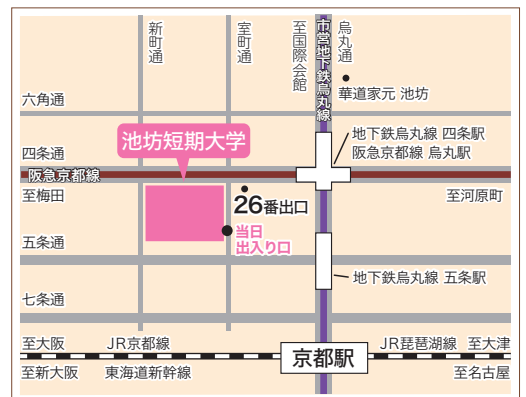 新町通
室町通
至国際会館
市営地下鉄烏丸線
烏丸通
華道家元 池坊
六角通
池坊短期大学
地下鉄烏丸線 四条駅
阪急京都線 烏丸駅
四条通
阪急京都線
至梅田
至河原町
26番出口
当日
出入り口
五条通
地下鉄烏丸線 五条駅
七条通
至大阪
JR京都線
京都駅
JR琵琶湖線
至大津
至新大阪
東海道新幹線
至名古屋